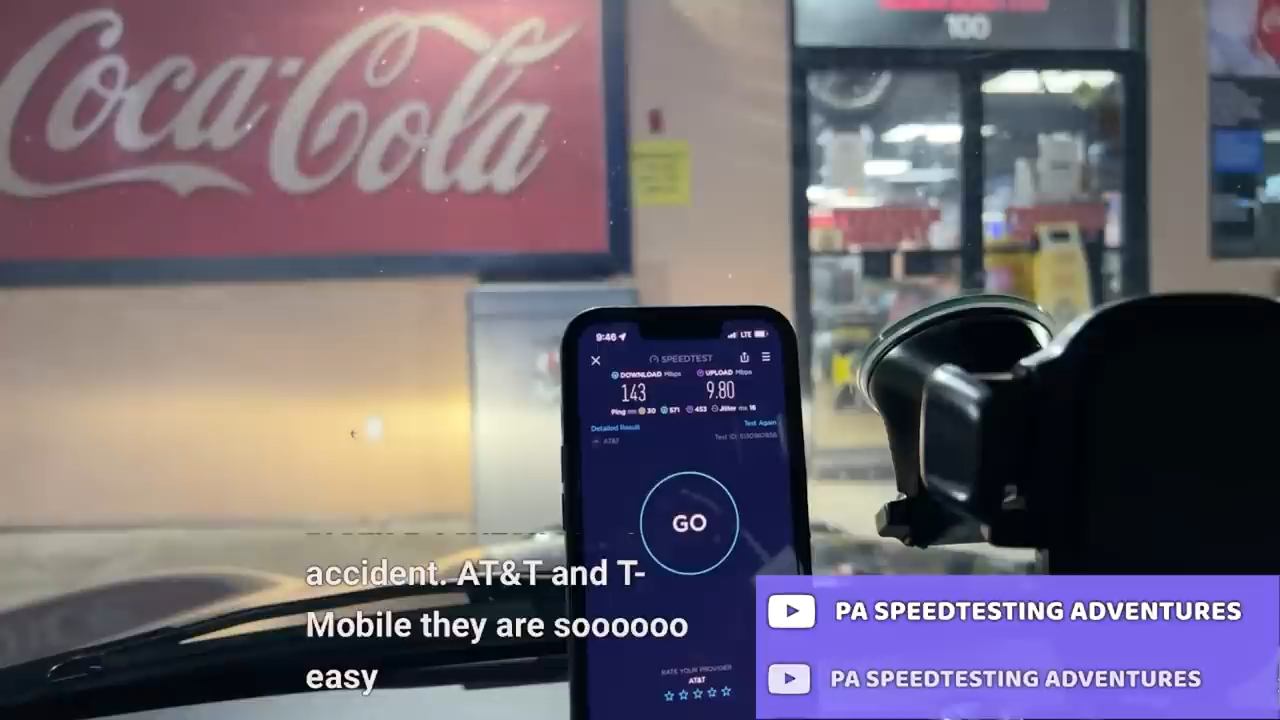 Coca-Cola
100
9:46
LTE
SPEEDTEST
DOWNLOAD Mbps
UPLOAD Mbps
143
9.80
Ping ms 30 571 453 Jitter ms 16
Detailed Result
Test Again
AT&T
GO
accident. AT&T and T-
Mobile they are soooooo
easy
RATE YOUR PROVIDER
AT&T
PA SPEEDTESTING ADVENTURES
PA SPEEDTESTING ADVENTURES